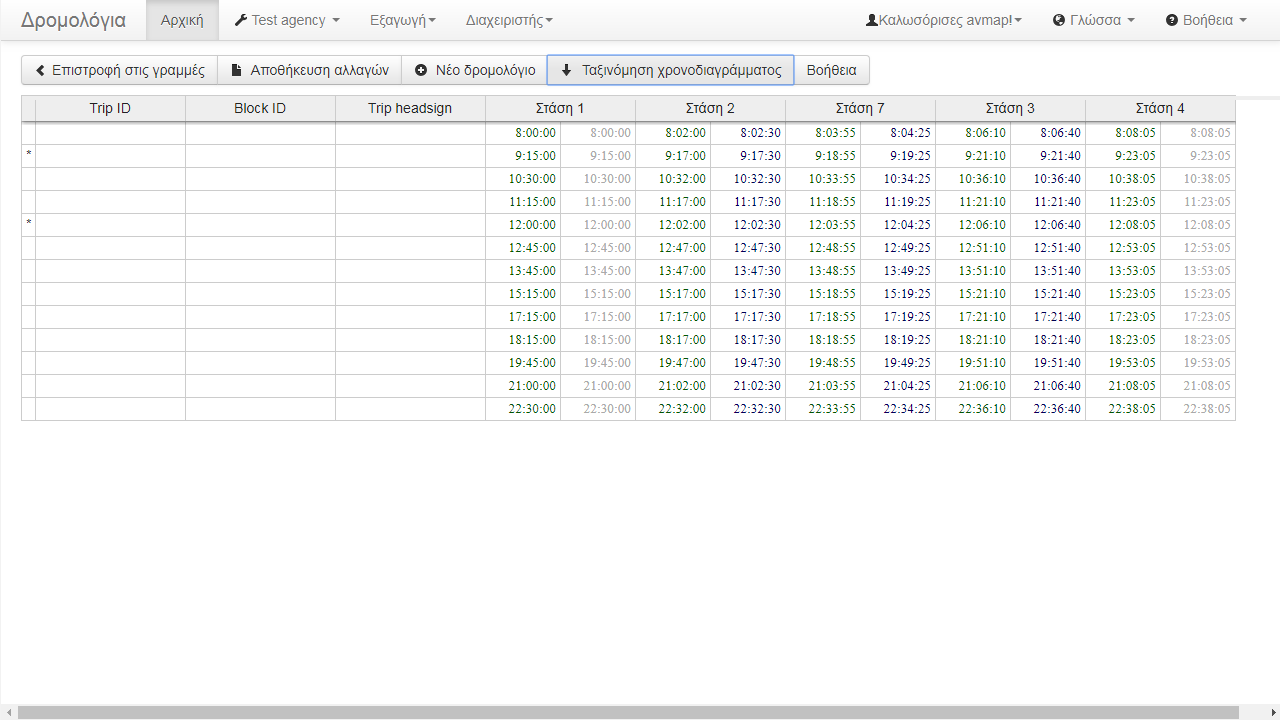 Δρομολόγια Αρχική Test agency Εξαγωγή Διαχειριστής Καλωσόρισες avmap! Γλώσσα Βοήθεια
Επιστροφή στις γραμμές Αποθήκευση αλλαγών Νέο δρομολόγιο Ταξινόμηση χρονοδιαγράμματος Βοήθεια
Trip ID Block ID Trip headsign Στάση 1 Στάση 2 Στάση 7 Στάση 3 Στάση 4
8:00:00 8:00:00 8:02:00 8:02:30 8:03:55 8:04:25 8:06:10 8:06:40 8:08:05 8:08:05
* 9:15:00 9:15:00 9:17:00 9:17:30 9:18:55 9:19:25 9:21:10 9:21:40 9:23:05 9:23:05
10:30:00 10:30:00 10:32:00 10:32:30 10:33:55 10:34:25 10:36:10 10:36:40 10:38:05 10:38:05
11:15:00 11:15:00 11:17:00 11:17:30 11:18:55 11:19:25 11:21:10 11:21:40 11:23:05 11:23:05
* 12:00:00 12:00:00 12:02:00 12:02:30 12:03:55 12:04:25 12:06:10 12:06:40 12:08:05 12:08:05
12:45:00 12:45:00 12:47:00 12:47:30 12:48:55 12:49:25 12:51:10 12:51:40 12:53:05 12:53:05
13:45:00 13:45:00 13:47:00 13:47:30 13:48:55 13:49:25 13:51:10 13:51:40 13:53:05 13:53:05
15:15:00 15:15:00 15:17:00 15:17:30 15:18:55 15:19:25 15:21:10 15:21:40 15:23:05 15:23:05
17:15:00 17:15:00 17:17:00 17:17:30 17:18:55 17:19:25 17:21:10 17:21:40 17:23:05 17:23:05
18:15:00 18:15:00 18:17:00 18:17:30 18:18:55 18:19:25 18:21:10 18:21:40 18:23:05 18:23:05
19:45:00 19:45:00 19:47:00 19:47:30 19:48:55 19:49:25 19:51:10 19:51:40 19:53:05 19:53:05
21:00:00 21:00:00 21:02:00 21:02:30 21:03:55 21:04:25 21:06:10 21:06:40 21:08:05 21:08:05
22:30:00 22:30:00 22:32:00 22:32:30 22:33:55 22:34:25 22:36:10 22:36:40 22:38:05 22:38:05